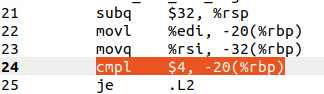 21 subq $32, %rsp
22 movl %edi, -20(%rbp)
23 movq %rsi, -32(%rbp)
24 cmpl $4, -20(%rbp)
25 je .L2